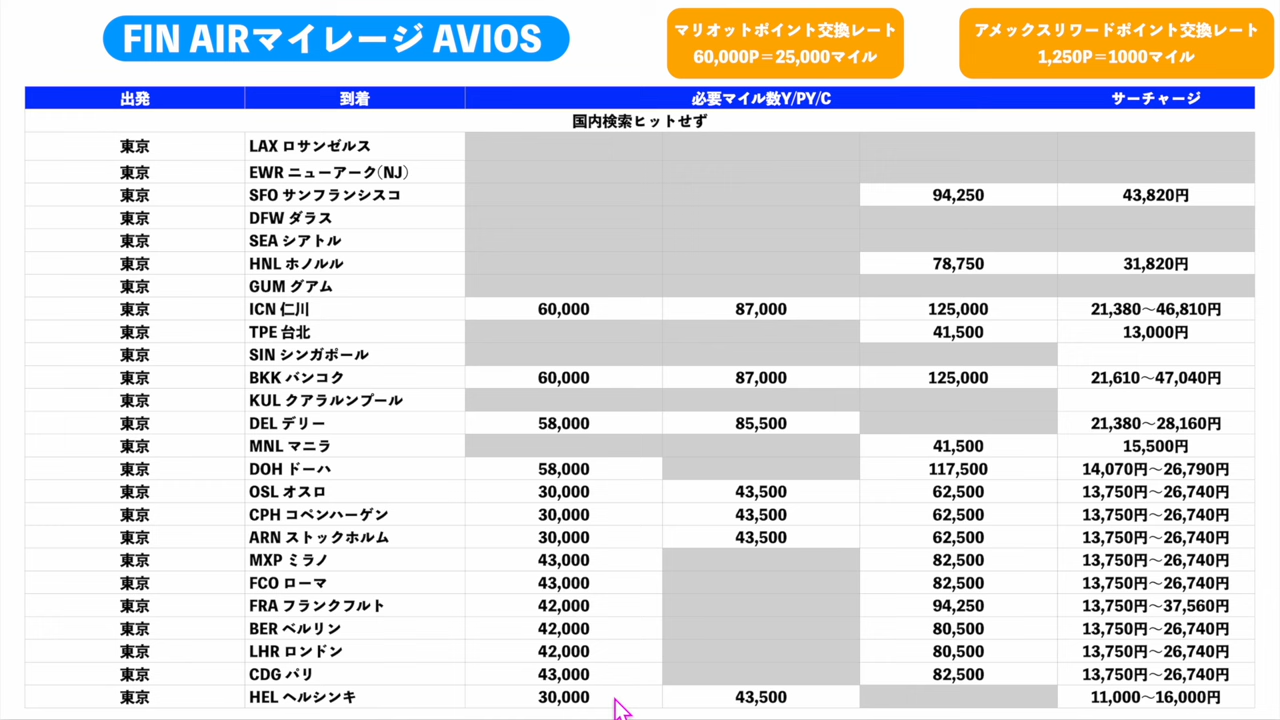 FIN AIRマイレージ AVIOS
マリオットポイント交換レート
60,000P＝25,000マイル
アメックスリワードポイント交換レート
1,250P＝1000マイル
出発 到着 必要マイル数Y/PY/C サーチャージ
国内検索ヒットせず
東京 LAX ロサンゼルス
東京 EWR ニューアーク(NJ)
東京 SFO サンフランシスコ 94,250 43,820円
東京 DFW ダラス
東京 SEA シアトル
東京 HNL ホノルル 78,750 31,820円
東京 GUM グアム
東京 ICN 仁川 60,000 87,000 125,000 21,380〜46,810円
東京 TPE 台北 41,500 13,000円
東京 SIN シンガポール
東京 BKK バンコク 60,000 87,000 125,000 21,610〜47,040円
東京 KUL クアラルンプール
東京 DEL デリー 58,000 85,500 21,380〜28,160円
東京 MNL マニラ 41,500 15,500円
東京 DOH ドーハ 58,000 117,500 14,070円〜26,790円
東京 OSL オスロ 30,000 43,500 62,500 13,750円〜26,740円
東京 CPH コペンハーゲン 30,000 43,500 62,500 13,750円〜26,740円
東京 ARN ストックホルム 30,000 43,500 62,500 13,750円〜26,740円
東京 MXP ミラノ 43,000 82,500 13,750円〜26,740円
東京 FCO ローマ 43,000 82,500 13,750円〜26,740円
東京 FRA フランクフルト 42,000 94,250 13,750円〜37,560円
東京 BER ベルリン 42,000 80,500 13,750円〜26,740円
東京 LHR ロンドン 42,000 80,500 13,750円〜26,740円
東京 CDG パリ 43,000 82,500 13,750円〜26,740円
東京 HEL ヘルシンキ 30,000 43,500 11,000〜16,000円